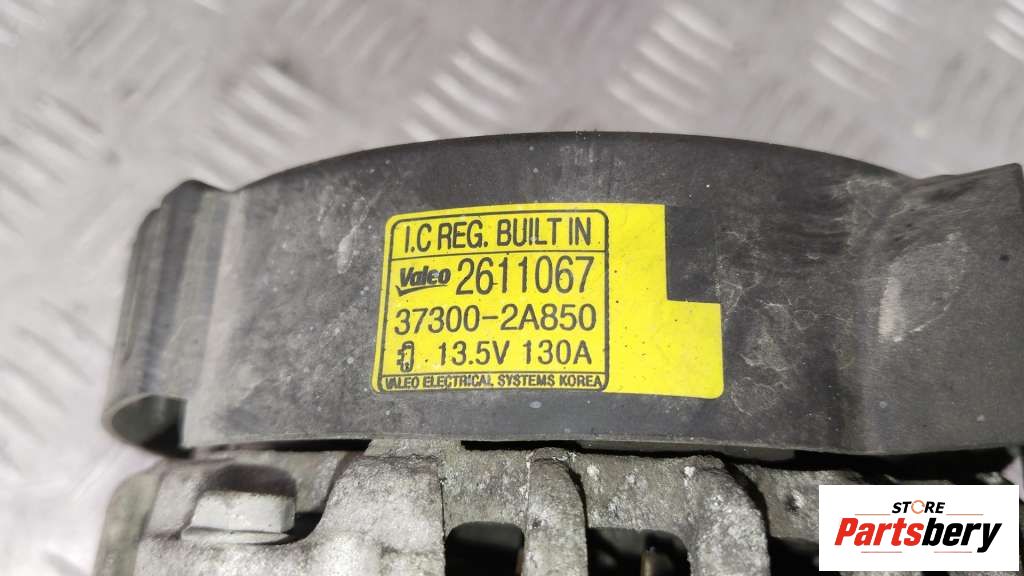 I.C REG. BUILT IN
Valeo 2611067
37300-2A850
13.5V 130A
VALEO ELECTRICAL SYSTEMS KOREA
STORE
Partsbery